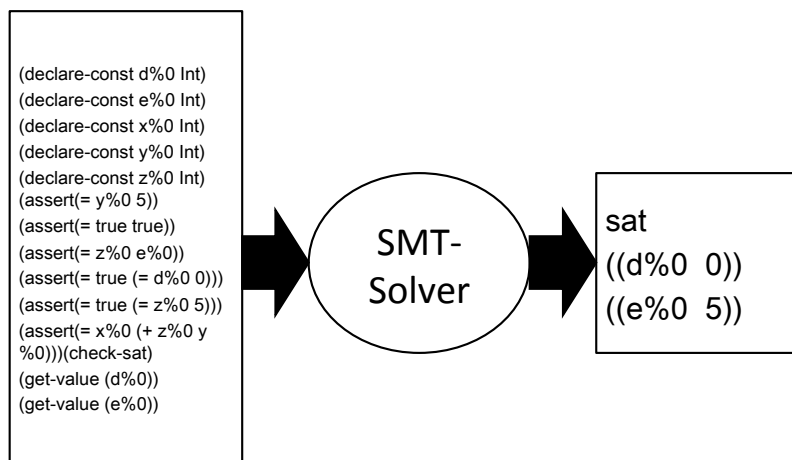 (declare-const d%0 Int)
(declare-const e%0 Int)
(declare-const x%0 Int)
(declare-const y%0 Int)
(declare-const z%0 Int)
(assert(= y%0 5))
(assert(= true true))
(assert(= z%0 e%0))
(assert(= true (= d%0 0)))
(assert(= true (= z%0 5)))
(assert(= x%0 (+ z%0 y
%0)))(check-sat)
(get-value (d%0))
(get-value (e%0))
SMT-
Solver
sat
((d%0 0))
((e%0 5))